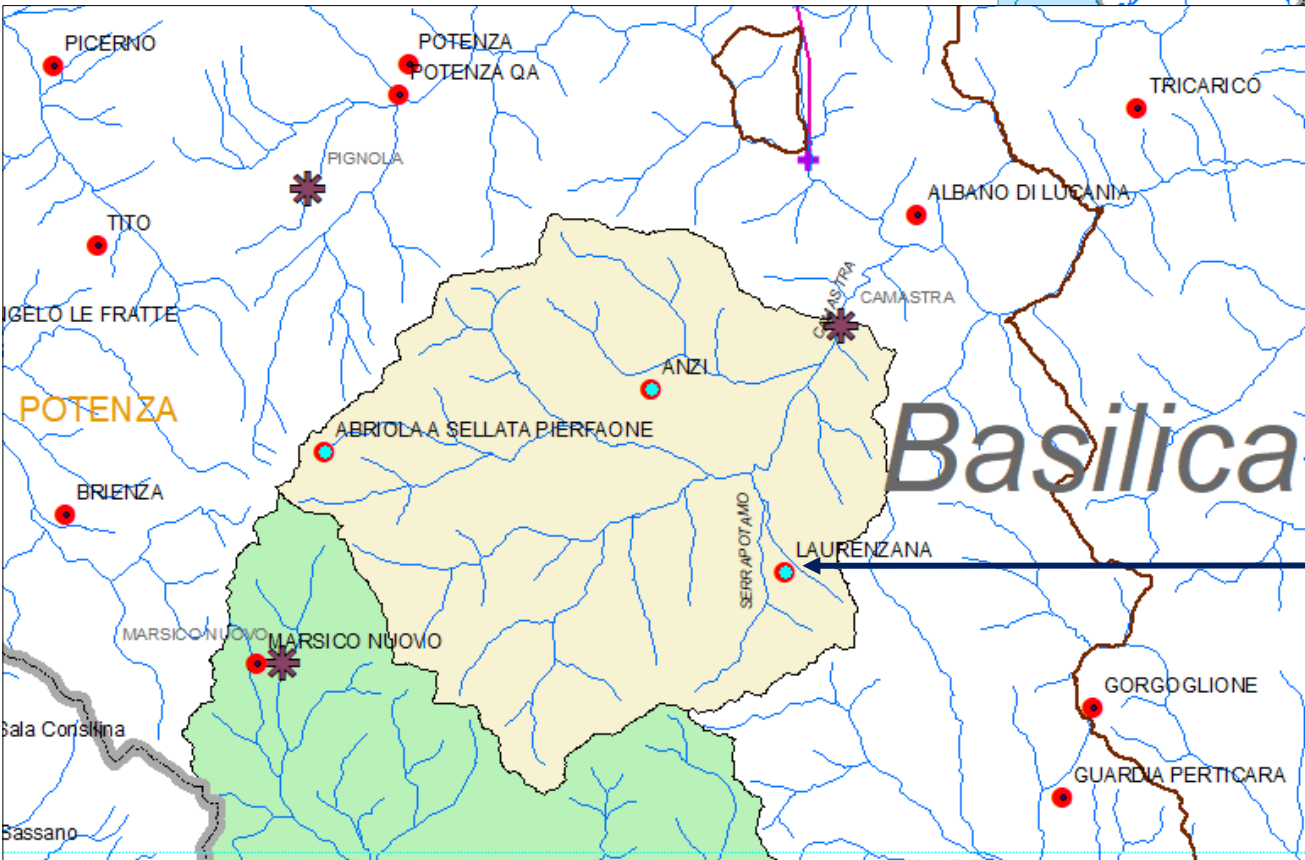 PICERNO
POTENZA
POTENZA QA
TRICARICO
PIGNOLA
ALBANO DI LUCANIA
TITO
CAMASTRA
CAMASTRA
NGELO LE FRATTE
ANZI
POTENZA
ABRIOLA A SELLATA PIERFAONE
Basilica
BRIENZA
SERRAPOTAMO
LAURENZANA
MARSICO NUOVO
MARSICO NUOVO
GORGOGLIONE
Sala Consilina
GUARDIA PERTICARA
Sassano